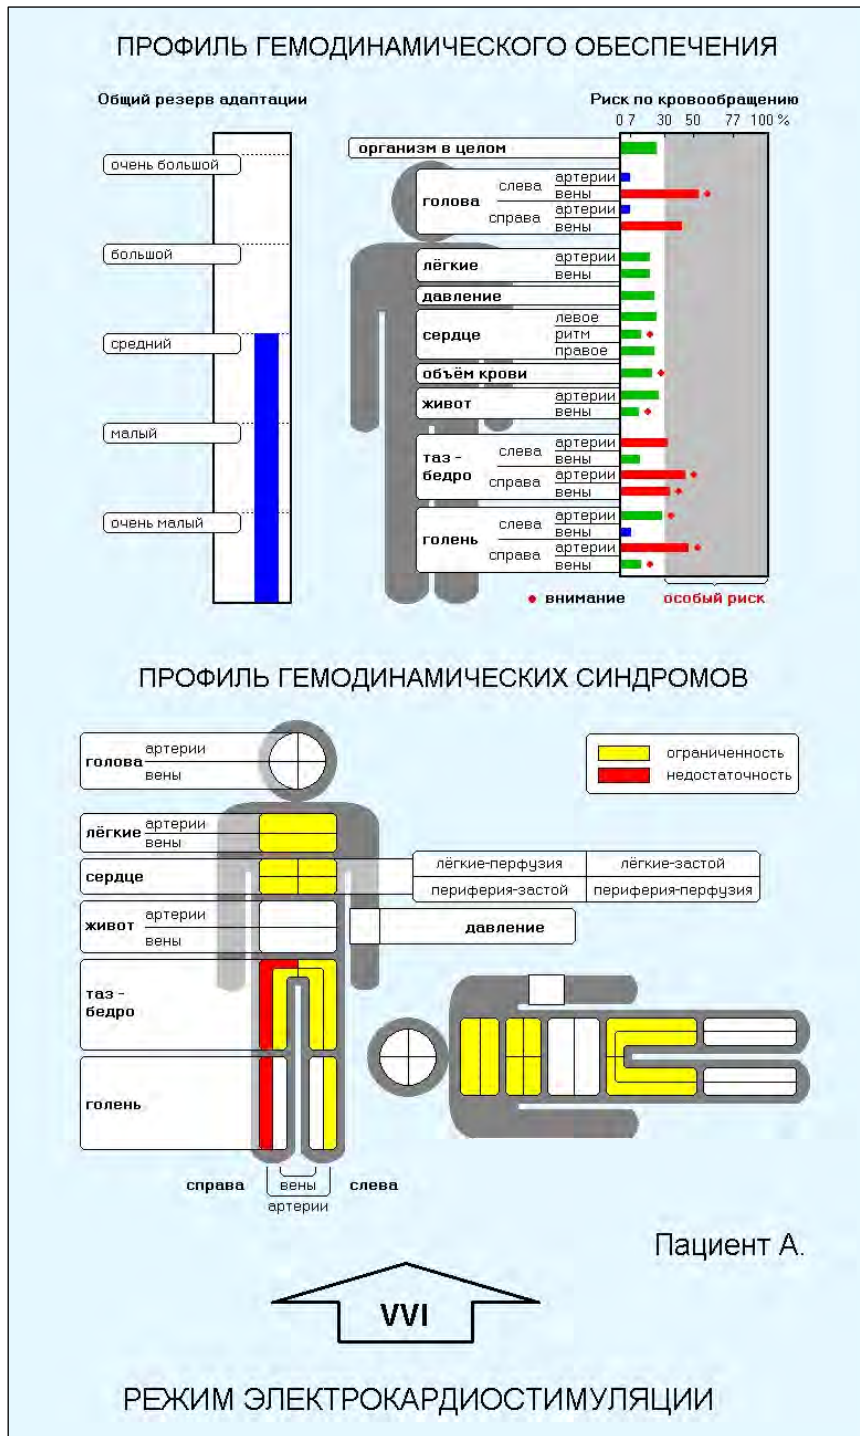 ПРОФИЛЬ ГЕМОДИНАМИЧЕСКОГО ОБЕСПЕЧЕНИЯ
Общий резерв адаптации
очень большой
большой
средний
малый
очень малый
Риск по кровообращению
0 7 30 50 77 100 %
организм в целом
голова
слева
артерии
вены
справа
артерии
вены
лёгкие
артерии
вены
давление
сердце
левое
ритм
правое
объём крови
живот
артерии
вены
таз - бедро
слева
артерии
вены
справа
артерии
вены
голень
слева
артерии
вены
справа
артерии
вены
внимание
особый риск
ПРОФИЛЬ ГЕМОДИНАМИЧЕСКИХ СИНДРОМОВ
ограниченность
недостаточность
голова
артерии
вены
лёгкие
артерии
вены
сердце
лёгкие-перфузия лёгкие-застой
периферия-застой периферия-перфузия
живот
артерии
вены
давление
таз -
бедро
голень
справа вены слева
артерии
Пациент А.
VVI
РЕЖИМ ЭЛЕКТРОКАРДИОСТИМУЛЯЦИИ